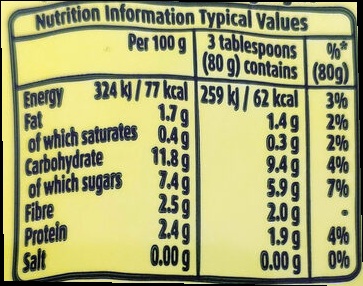 Nutrition Information Typical Values
Per 100 g 3 tablespoons (80 g) contains %* (80g)
Energy 324 kJ / 77 kcal 259 kJ / 62 kcal 3%
Fat 1.7 g 1.4 g 2%
of which saturates 0.4 g 0.3 g 2%
Carbohydrate 11.8 g 9.4 g 4%
of which sugars 7.4 g 5.9 g 7%
Fibre 2.5 g 2.0 g -
Protein 2.4 g 1.9 g 4%
Salt 0.00 g 0.00 g 0%